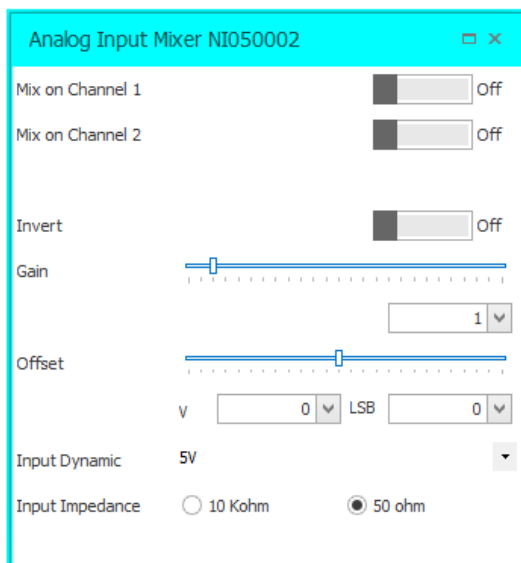 Analog Input Mixer NI050002
Mix on Channel 1 Off
Mix on Channel 2 Off
Invert Off
Gain
1
Offset
V 0 LSB 0
Input Dynamic 5V
Input Impedance 10 Kohm 50 ohm